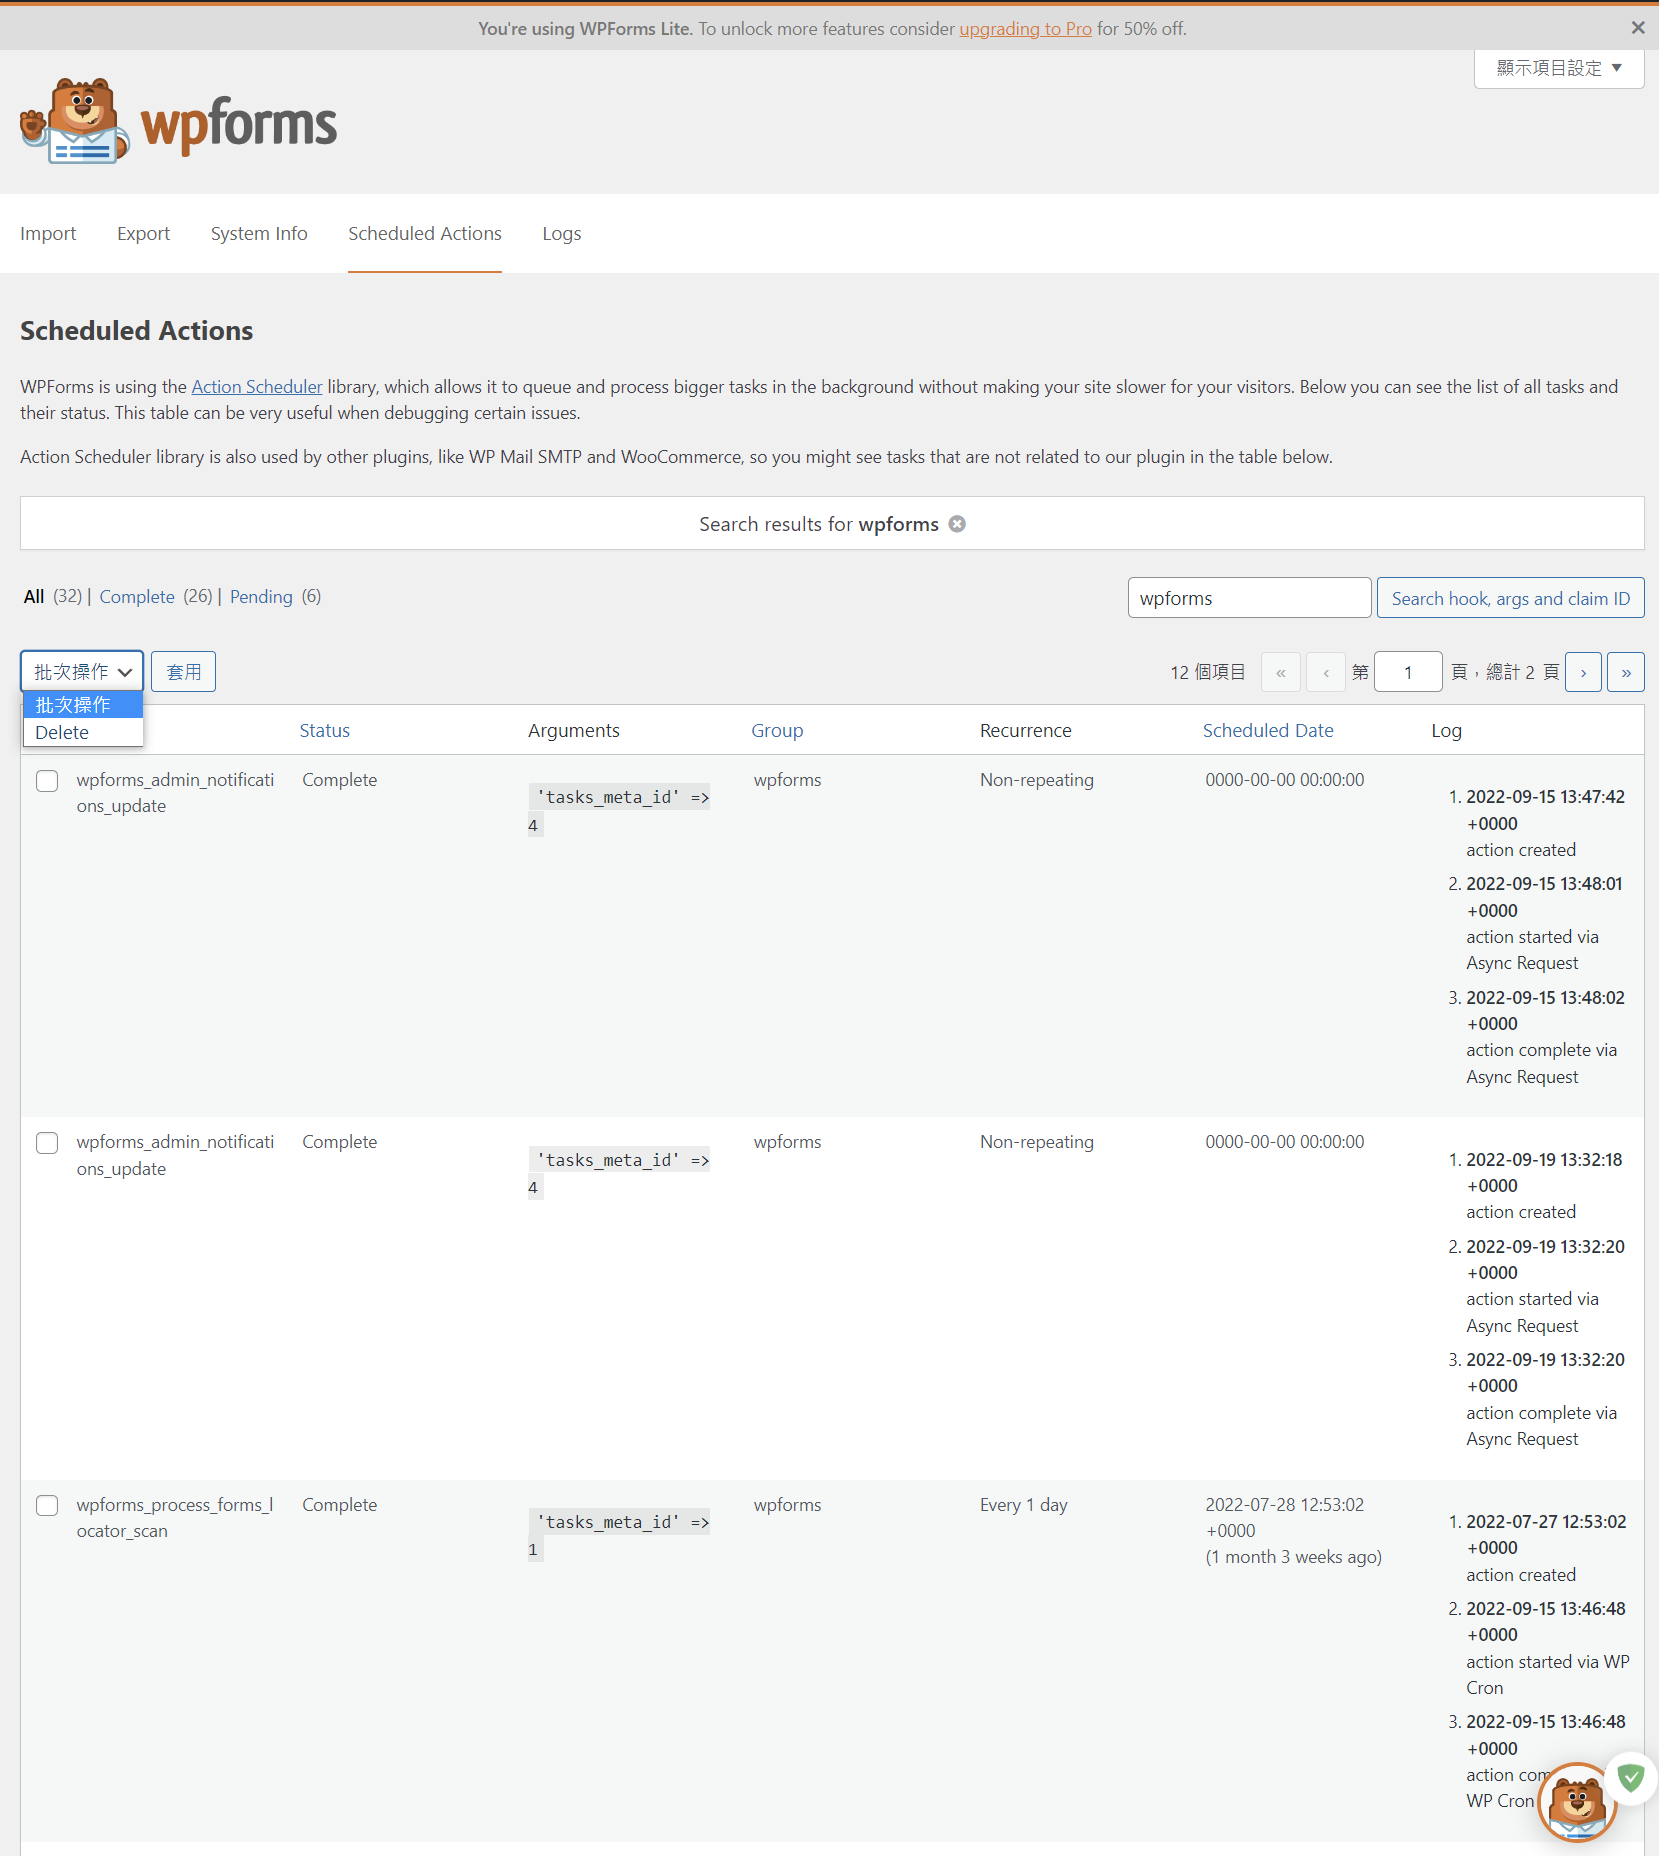 You're using WPForms Lite. To unlock more features consider upgrading to Pro for 50% off.
顯示項目設定
wpforms
Import Export System Info Scheduled Actions Logs
Scheduled Actions
WPForms is using the Action Scheduler library, which allows it to queue and process bigger tasks in the background without making your site slower for your visitors. Below you can see the list of all tasks and
their status. This table can be very useful when debugging certain issues.
Action Scheduler library is also used by other plugins, like WP Mail SMTP and WooCommerce, so you might see tasks that are not related to our plugin in the table below.
Search results for wpforms
All (32) | Complete (26) | Pending (6)
wpforms
Search hook, args and claim ID
批次操作
套用
12 個項目 « ‹ 第 1 頁，總計 2 頁 › »
批次操作
Delete
Status Arguments Group Recurrence Scheduled Date Log
wpforms_admin_notificati
ons_update
Complete
'tasks_meta_id' =>
4
wpforms
Non-repeating
0000-00-00 00:00:00
1. 2022-09-15 13:47:42
+0000
action created
2. 2022-09-15 13:48:01
+0000
action started via
Async Request
3. 2022-09-15 13:48:02
+0000
action complete via
Async Request
wpforms_admin_notificati
ons_update
Complete
'tasks_meta_id' =>
4
wpforms
Non-repeating
0000-00-00 00:00:00
1. 2022-09-19 13:32:18
+0000
action created
2. 2022-09-19 13:32:20
+0000
action started via
Async Request
3. 2022-09-19 13:32:20
+0000
action complete via
Async Request
wpforms_process_forms_l
ocator_scan
Complete
'tasks_meta_id' =>
1
wpforms
Every 1 day
2022-07-28 12:53:02
+0000
(1 month 3 weeks ago)
1. 2022-07-27 12:53:02
+0000
action created
2. 2022-09-15 13:46:48
+0000
action started via WP
Cron
3. 2022-09-15 13:46:48
+0000
action com
WP Cron